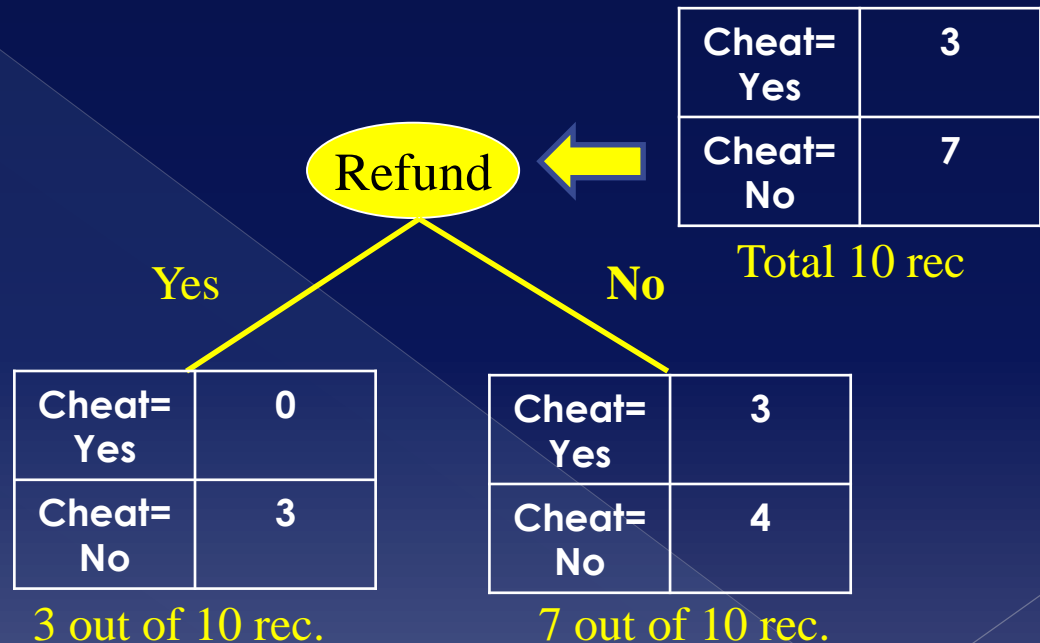 Cheat=
Yes
3
Cheat=
No
7
Total 10 rec
Refund
Yes
No
Cheat=
Yes
0
Cheat=
No
3
3 out of 10 rec.
Cheat=
Yes
3
Cheat=
No
4
7 out of 10 rec.